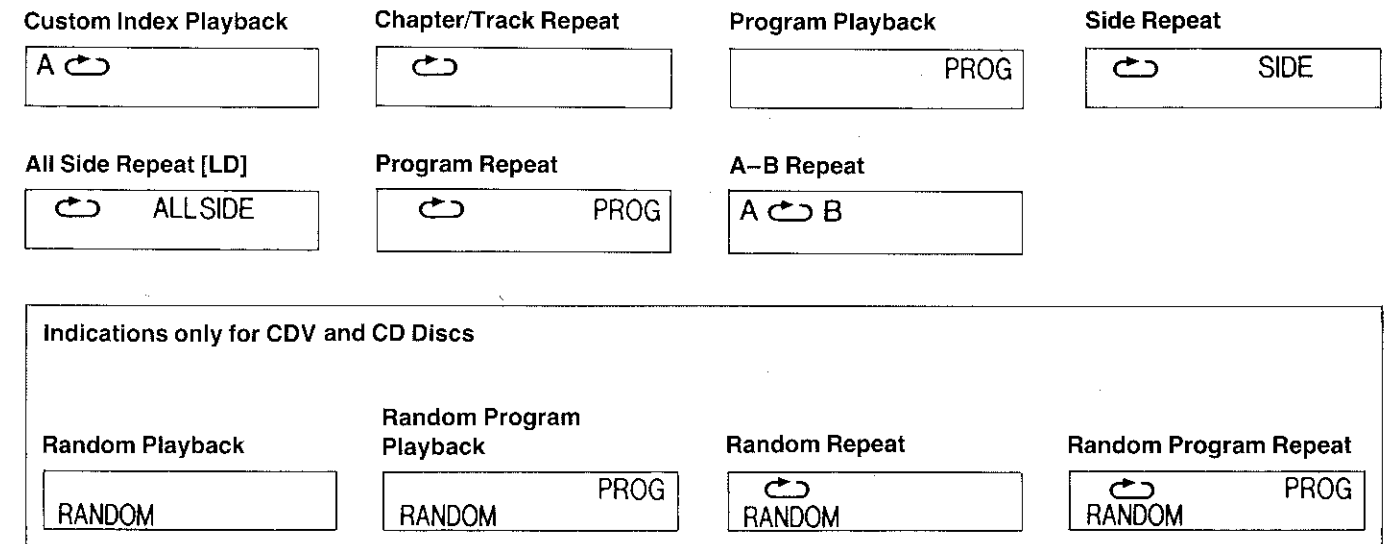 Custom Index Playback
A
Chapter/Track Repeat
Program Playback
PROG
Side Repeat
SIDE
All Side Repeat [LD]
ALL SIDE
Program Repeat
PROG
A–B Repeat
A B
Indications only for CDV and CD Discs
Random Playback
RANDOM
Random Program
Playback
PROG
RANDOM
Random Repeat
RANDOM
Random Program Repeat
PROG
RANDOM